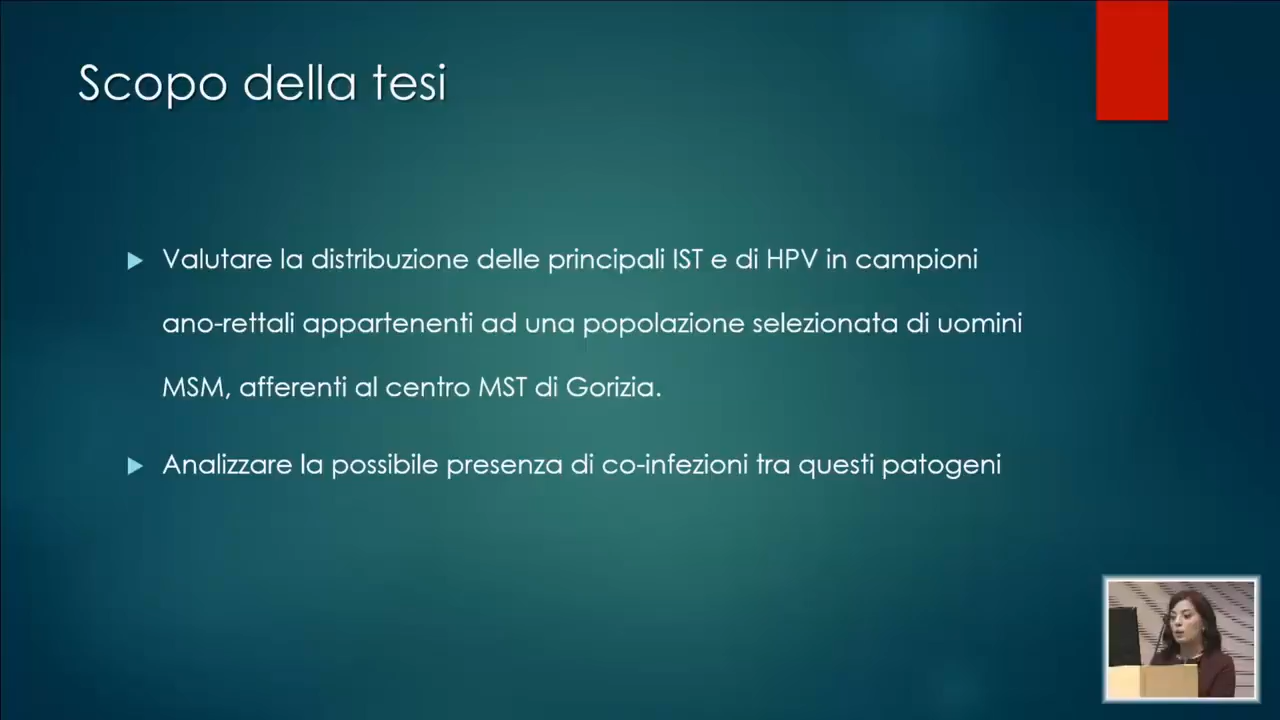 Scopo della tesi
Valutare la distribuzione delle principali IST e di HPV in campioni
ano-rettali appartenenti ad una popolazione selezionata di uomini
MSM, afferenti al centro MST di Gorizia.
Analizzare la possibile presenza di co-infezioni tra questi patogeni